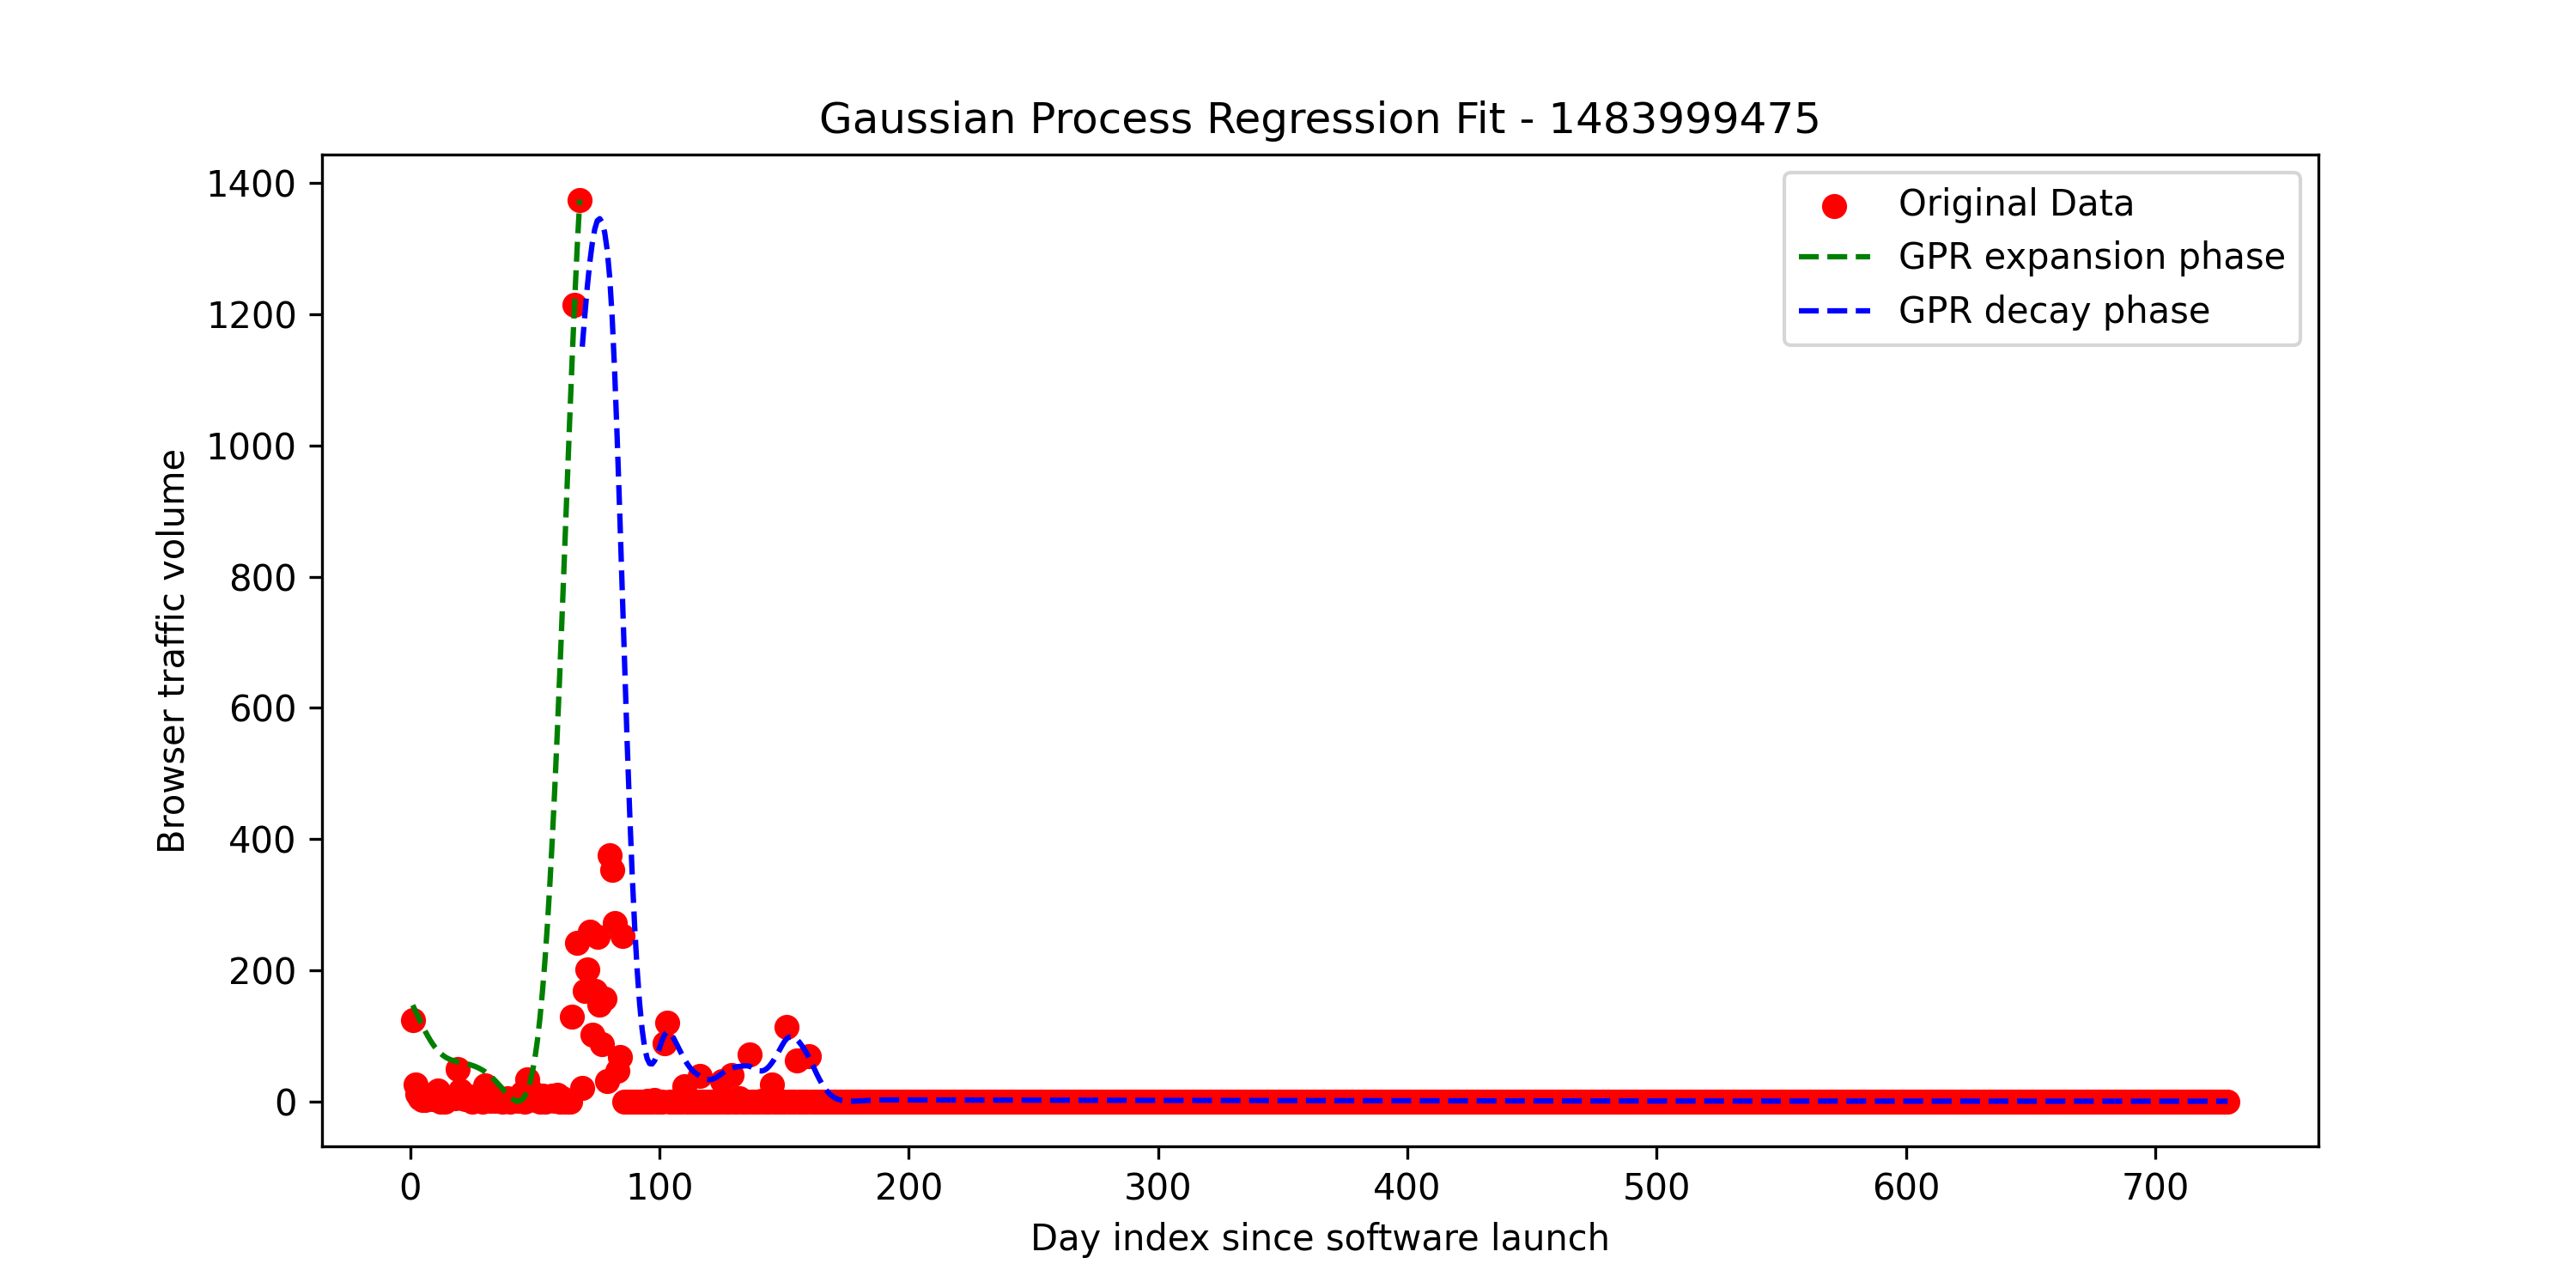 Gaussian Process Regression Fit - 1483999475
Original Data
GPR expansion phase
GPR decay phase
Browser traffic volume
1400
1200
1000
800
600
400
200
0
0 100 200 300 400 500 600 700
Day index since software launch